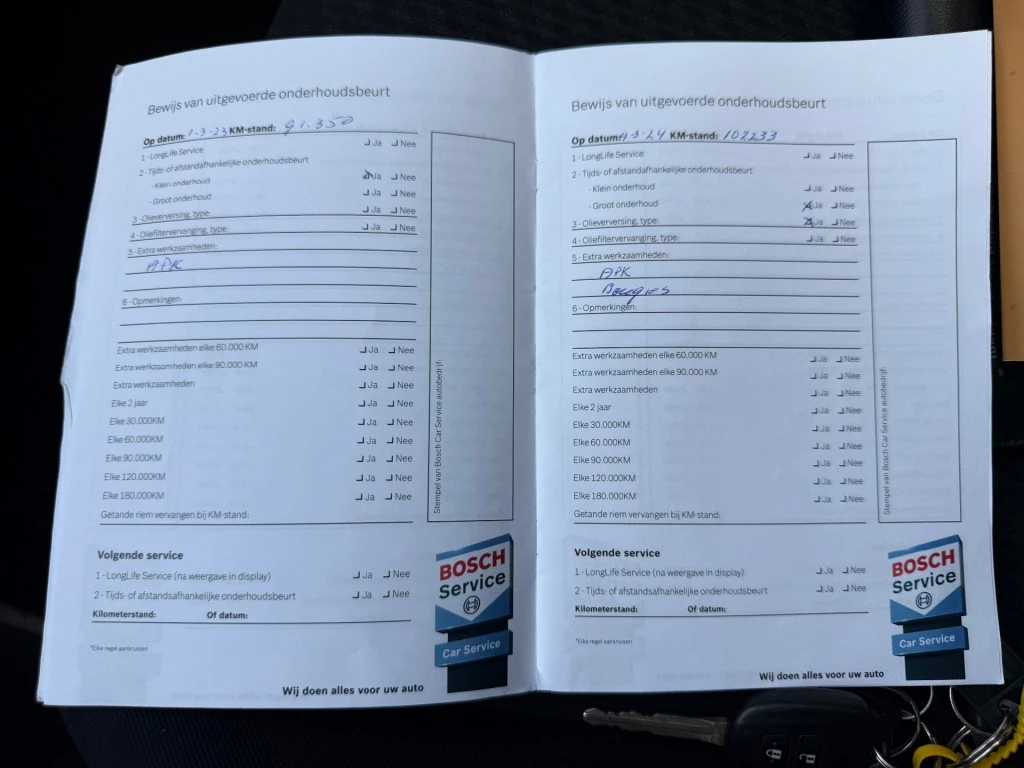 Bewijs van uitgevoerde onderhoudsbeurt
Op datum: 1-3-23 KM-stand: 91.350
1 - LongLife Service Ja Nee
2 - Tijds- of afstandafhankelijke onderhoudsbeurt
- Klein onderhoud Ja Nee
- Groot onderhoud Ja Nee
3 - Olieverversing, type: Ja Nee
4 - Oliefiltervervanging, type: Ja Nee
5 - Extra werkzaamheden:
APK
6 - Opmerkingen:
Extra werkzaamheden elke 60.000 KM Ja Nee
Extra werkzaamheden elke 90.000 KM Ja Nee
Extra werkzaamheden Ja Nee
Elke 2 jaar Ja Nee
Elke 30.000KM Ja Nee
Elke 60.000KM Ja Nee
Elke 90.000KM Ja Nee
Elke 120.000KM Ja Nee
Elke 180.000KM Ja Nee
Getande riem vervangen bij KM-stand:
Stempel van Bosch Car Service autobedrijf:
Volgende service
1 - LongLife Service (na weergave in display) Ja Nee
2 - Tijds- of afstandsafhankelijke onderhoudsbeurt Ja Nee
Kilometerstand: Of datum:
*Elke regel aankruisen
BOSCH
Service
Car Service
Wij doen alles voor uw auto
Bewijs van uitgevoerde onderhoudsbeurt
Op datum: -3-24 KM-stand: 102233
1 - LongLife Service Ja Nee
2 - Tijds- of afstandafhankelijke onderhoudsbeurt
- Klein onderhoud Ja Nee
- Groot onderhoud Ja Nee
3 - Olieverversing, type: Ja Nee
4 - Oliefiltervervanging, type: Ja Nee
5 - Extra werkzaamheden:
APK
Bougies
6 - Opmerkingen:
Extra werkzaamheden elke 60.000 KM Ja Nee
Extra werkzaamheden elke 90.000 KM Ja Nee
Extra werkzaamheden Ja Nee
Elke 2 jaar Ja Nee
Elke 30.000KM Ja Nee
Elke 60.000KM Ja Nee
Elke 90.000KM Ja Nee
Elke 120.000KM Ja Nee
Elke 180.000KM Ja Nee
Getande riem vervangen bij KM-stand:
Stempel van Bosch Car Service autobedrijf:
Volgende service
1 - LongLife Service (na weergave in display) Ja Nee
2 - Tijds- of afstandsafhankelijke onderhoudsbeurt Ja Nee
Kilometerstand: Of datum:
*Elke regel aankruisen
BOSCH
Service
Car Service
Wij doen alles voor uw auto